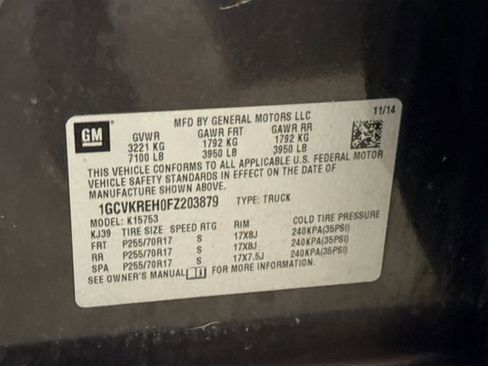 GM
MFD BY GENERAL MOTORS LLC 11/14
GVWR GAWR FRT GAWR RR
3221 KG 1792 KG 1792 KG
7100 LB 3950 LB 3950 LB
THIS VEHICLE CONFORMS TO ALL APPLICABLE U.S. FEDERAL MOTOR
VEHICLE SAFETY STANDARDS IN EFFECT ON THE DATE OF
MANUFACTURE SHOWN ABOVE.
1GCVKREH0FZ203879 TYPE: TRUCK
MODEL: K15753
KJ39 TIRE SIZE SPEED RTG RIM COLD TIRE PRESSURE
FRT P255/70R17 S 17X8J 240KPA(35PSI)
RR P255/70R17 S 17X8J 240KPA(35PSI)
SPA P255/70R17 S 17X7.5J 240KPA(35PSI)
SEE OWNER'S MANUAL FOR MORE INFORMATION.